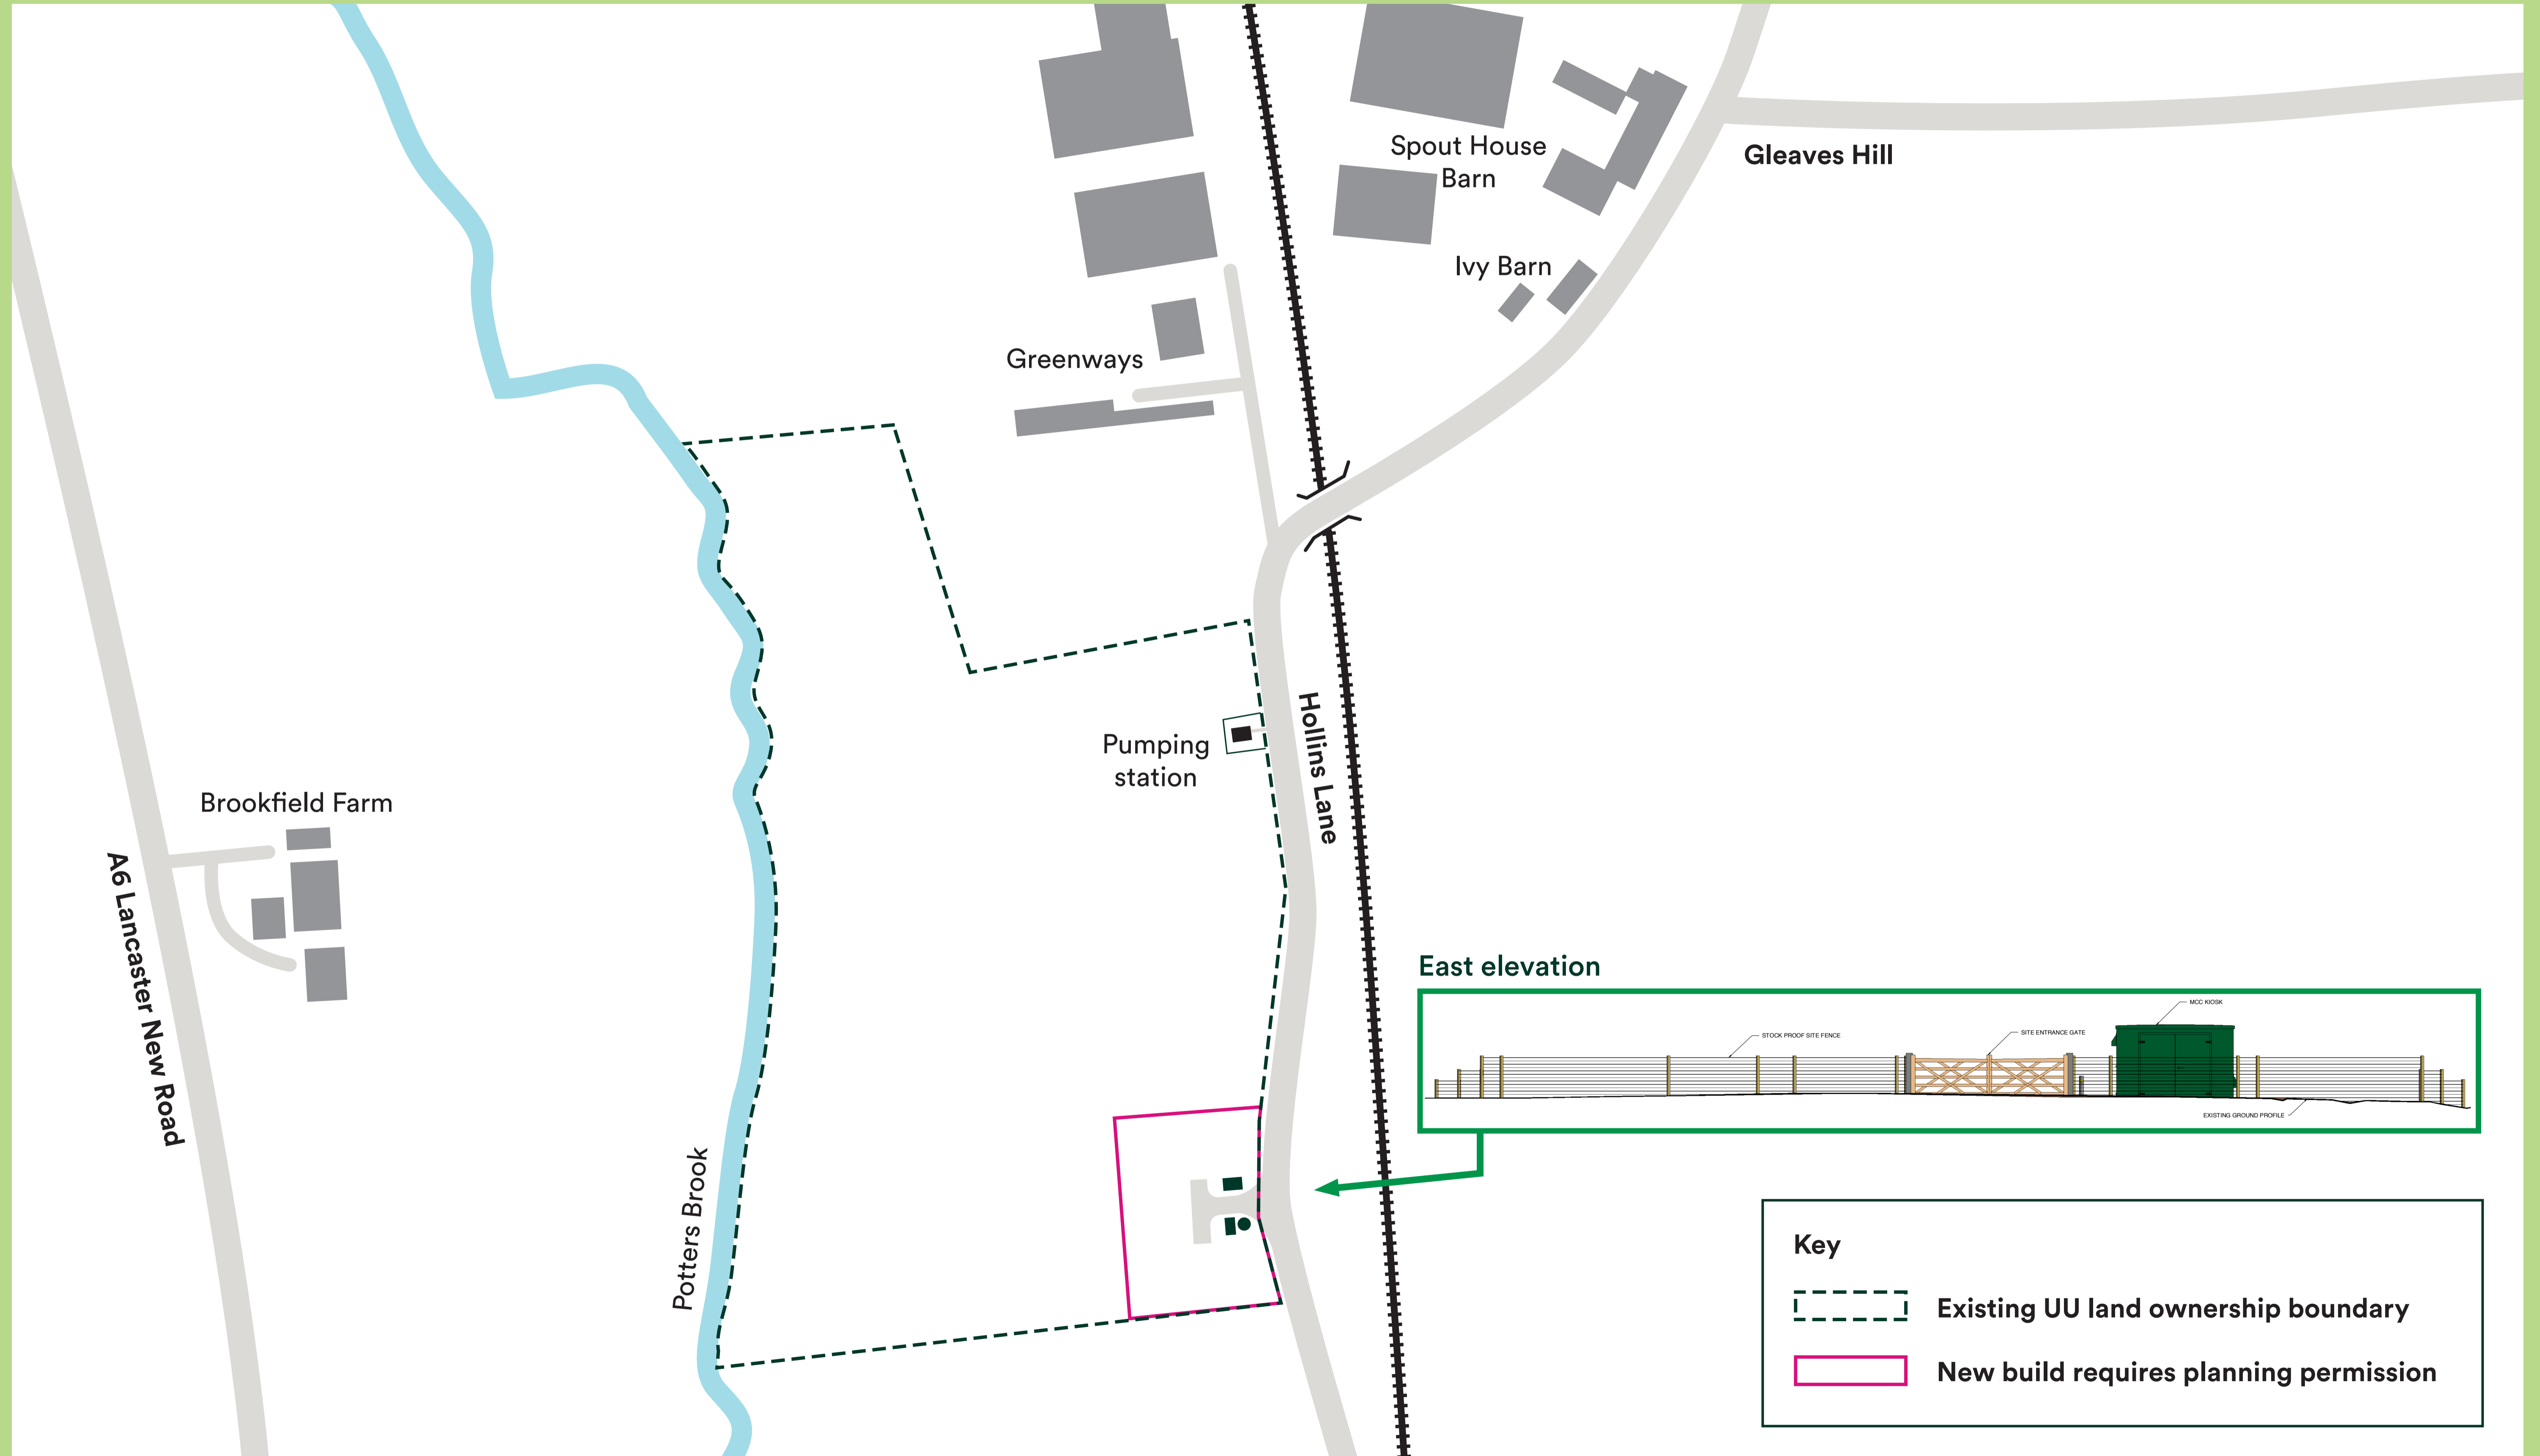 Spout House
Barn
Gleaves Hill
Ivy Barn
Greenways
Hollins Lane
Pumping
station
Brookfield Farm
A6 Lancaster New Road
Potters Brook
East elevation
MCC KIOSK
STOCK PROOF SITE FENCE
SITE ENTRANCE GATE
EXISTING GROUND PROFILE
Key
Existing UU land ownership boundary
New build requires planning permission